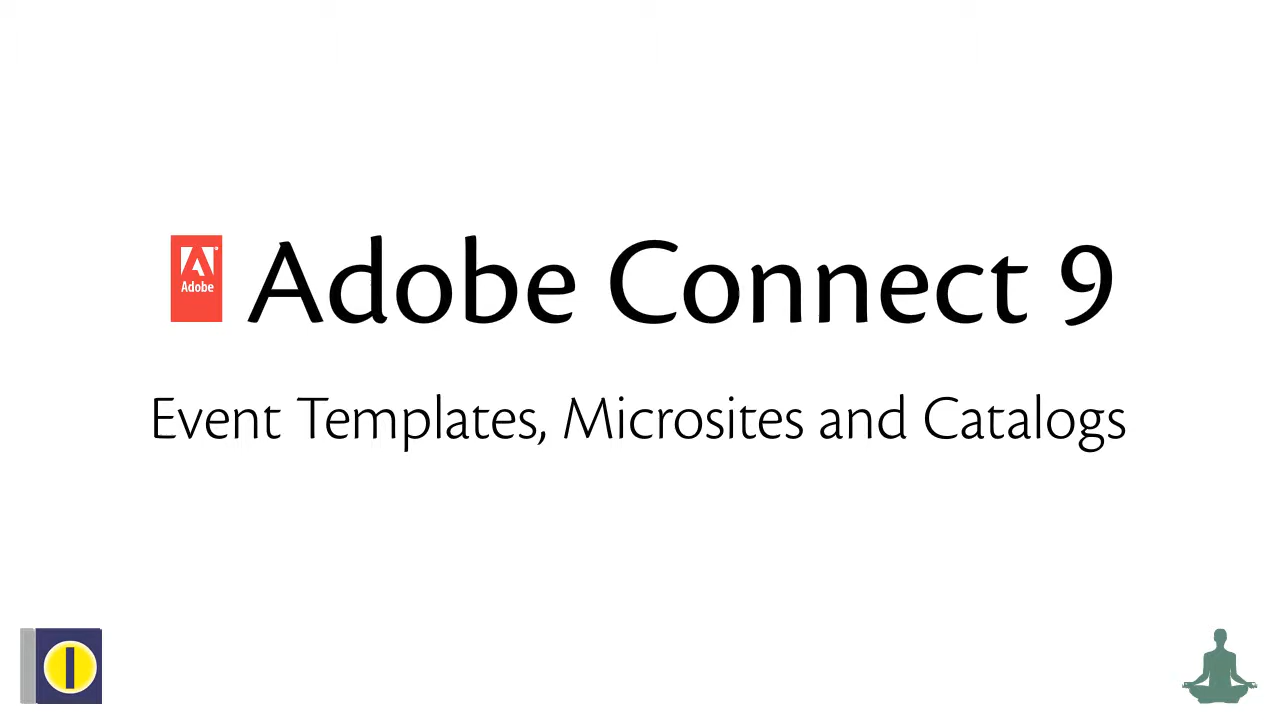 Adobe
Adobe Connect 9
Event Templates, Microsites and Catalogs